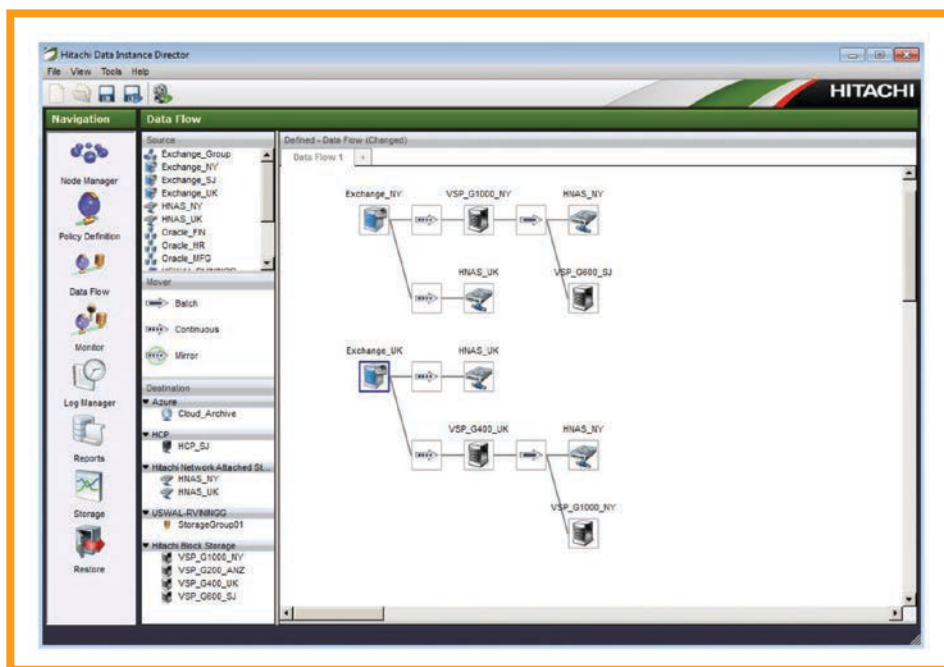 Hitachi Data Instance Director
File View Tools Help
HITACHI
Navigation
Data Flow
Node Manager
Policy Definition
Data Flow
Monitor
Log Manager
Reports
Storage
Restore
Source
Exchange_Group
Exchange_NY
Exchange_SJ
Exchange_UK
HNAS_NY
HNAS_UK
Oracle_FIN
Oracle_HR
Oracle_MFG
USWAL-RVININGG
Mover
Batch
Continuous
Mirror
Destination
Azure
Cloud_Archive
HCP
HCP_SJ
Hitachi Network Attached St...
HNAS_NY
HNAS_UK
USWAL-RVININGG
StorageGroup01
Hitachi Block Storage
VSP_G1000_NY
VSP_G200_ANZ
VSP_G400_UK
VSP_G600_SJ
Defined - Data Flow (Changed)
Data Flow 1 +
Exchange_NY VSP_G1000_NY HNAS_NY
HNAS_UK VSP_G600_SJ
Exchange_UK HNAS_UK
VSP_G400_UK HNAS_NY
VSP_G1000_NY